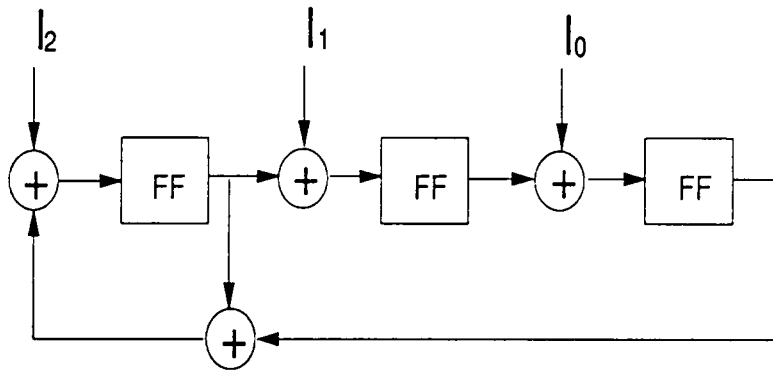 I₂ I₁ I₀
+ FF + FF + FF
+